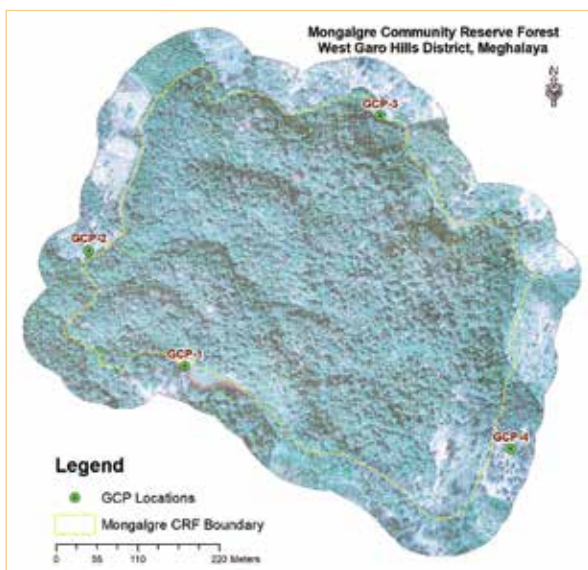 Mongalgre Community Reserve Forest
West Garo Hills District, Meghalaya
N
GCP-3
GCP-2
GCP-1
GCP-4
Legend
GCP Locations
Mongalgre CRF Boundary
0 55 110 220 Meters